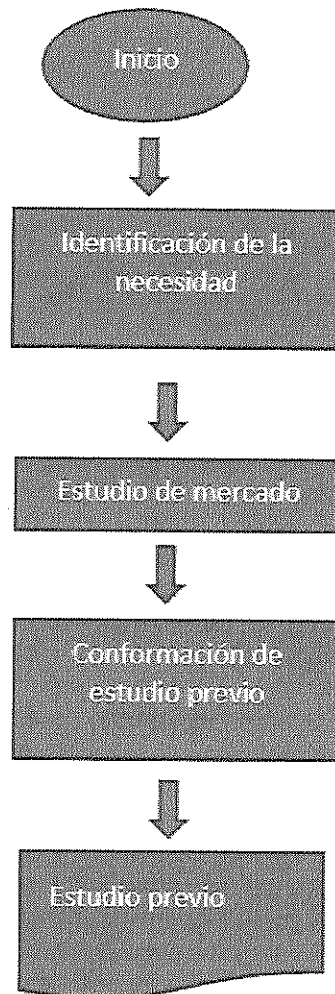 Inicio
Identificación de la
necesidad
Estudio de mercado
Conformación de
estudio previo
Estudio previo